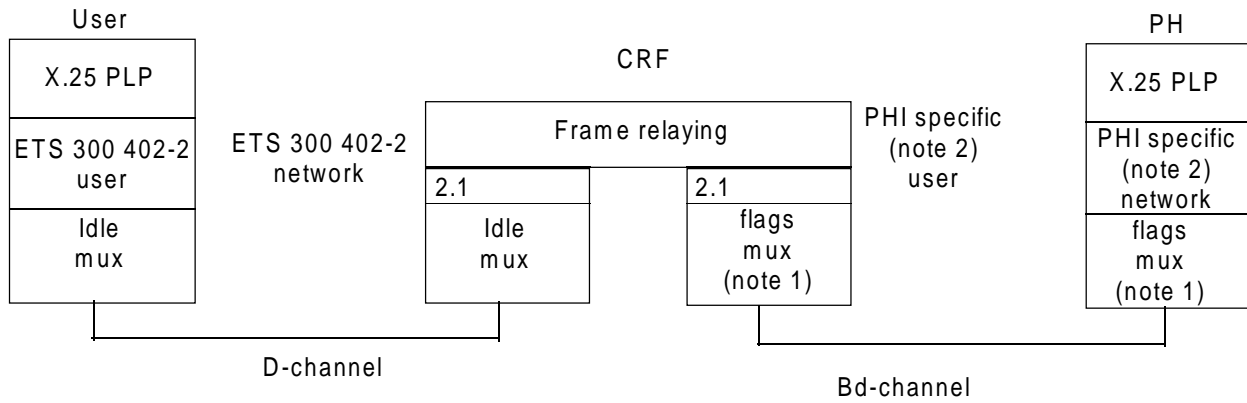 User
X.25 PLP
ETS 300 402-2
user
Idle
mux
ETS 300 402-2
network
CRF
Frame relaying
2.1
Idle
mux
2.1
flags
mux
(note 1)
PHI specific
(note 2)
user
PH
X.25 PLP
PHI specific
(note 2)
network
flags
mux
(note 1)
D-channel
Bd-channel